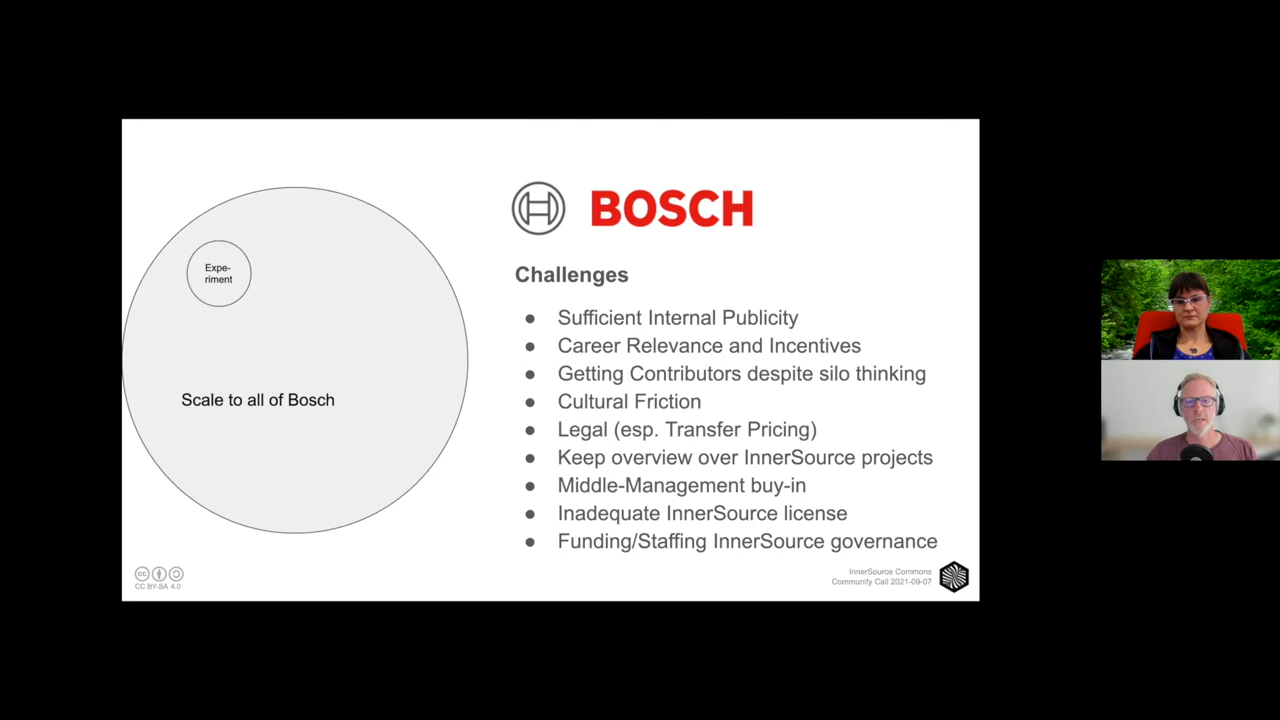 BOSCH
Expe-
riment
Scale to all of Bosch
Challenges
● Sufficient Internal Publicity
● Career Relevance and Incentives
● Getting Contributors despite silo thinking
● Cultural Friction
● Legal (esp. Transfer Pricing)
● Keep overview over InnerSource projects
● Middle-Management buy-in
● Inadequate InnerSource license
● Funding/Staffing InnerSource governance
cc
CC BY-SA 4.0
InnerSource Commons
Community Call 2021-09-07